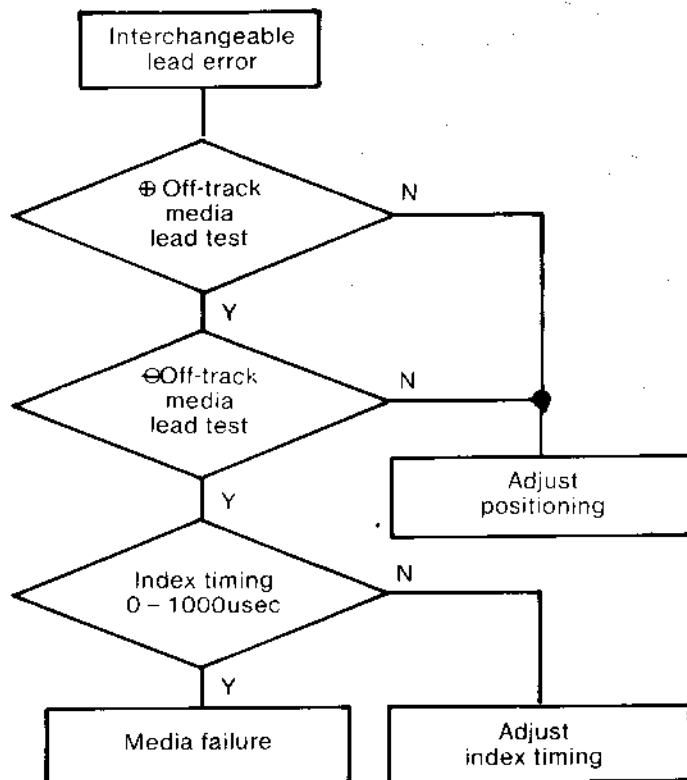 Interchangeable
lead error
⊕ Off-track
media
lead test
N
Y
⊖Off-track
media
lead test
N
Adjust
positioning
Y
Index timing
0 – 1000usec
N
Y
Media failure
Adjust
index timing